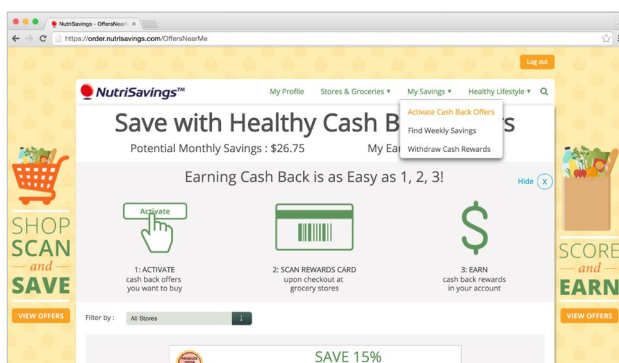 NutriSavings - OffersNear
https://order.nutrisavings.com/OffersNearMe
Log out
NutriSavings™
My Profile
Stores & Groceries ▾
My Savings ▾
Healthy Lifestyle ▾
Activate Cash Back Offers
Find Weekly Savings
Withdraw Cash Rewards
Save with Healthy Cash B
s
Potential Monthly Savings : $26.75
My Ear
Earning Cash Back is as Easy as 1, 2, 3!
Hide X
Activate
$
1: ACTIVATE
cash back offers
you want to buy
2: SCAN REWARDS CARD
upon checkout at
grocery stores
3: EARN
cash back rewards
in your account
SHOP
SCAN
and
SAVE
VIEW OFFERS
SCORE
and
EARN
VIEW OFFERS
Filter by :
All Stores
PRODUCE
SAVE 15%